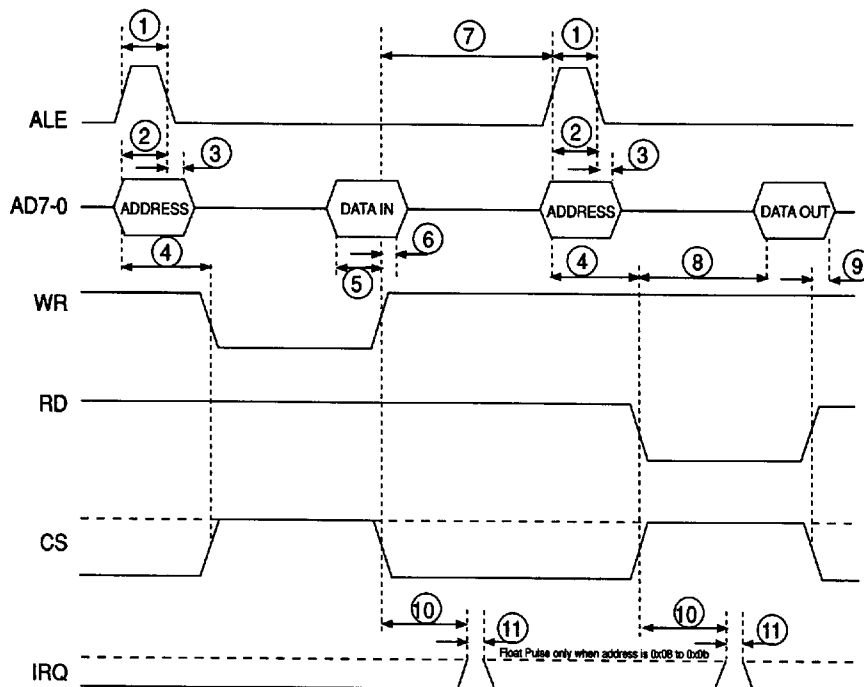 1 7 1
ALE
2 3 2 3
AD7-0 ADDRESS DATA IN ADDRESS DATA OUT
4 6 4 8 9
5
WR
RD
CS
10 11 10 11
Float Pulse only when address is 0x08 to 0x0b
IRQ